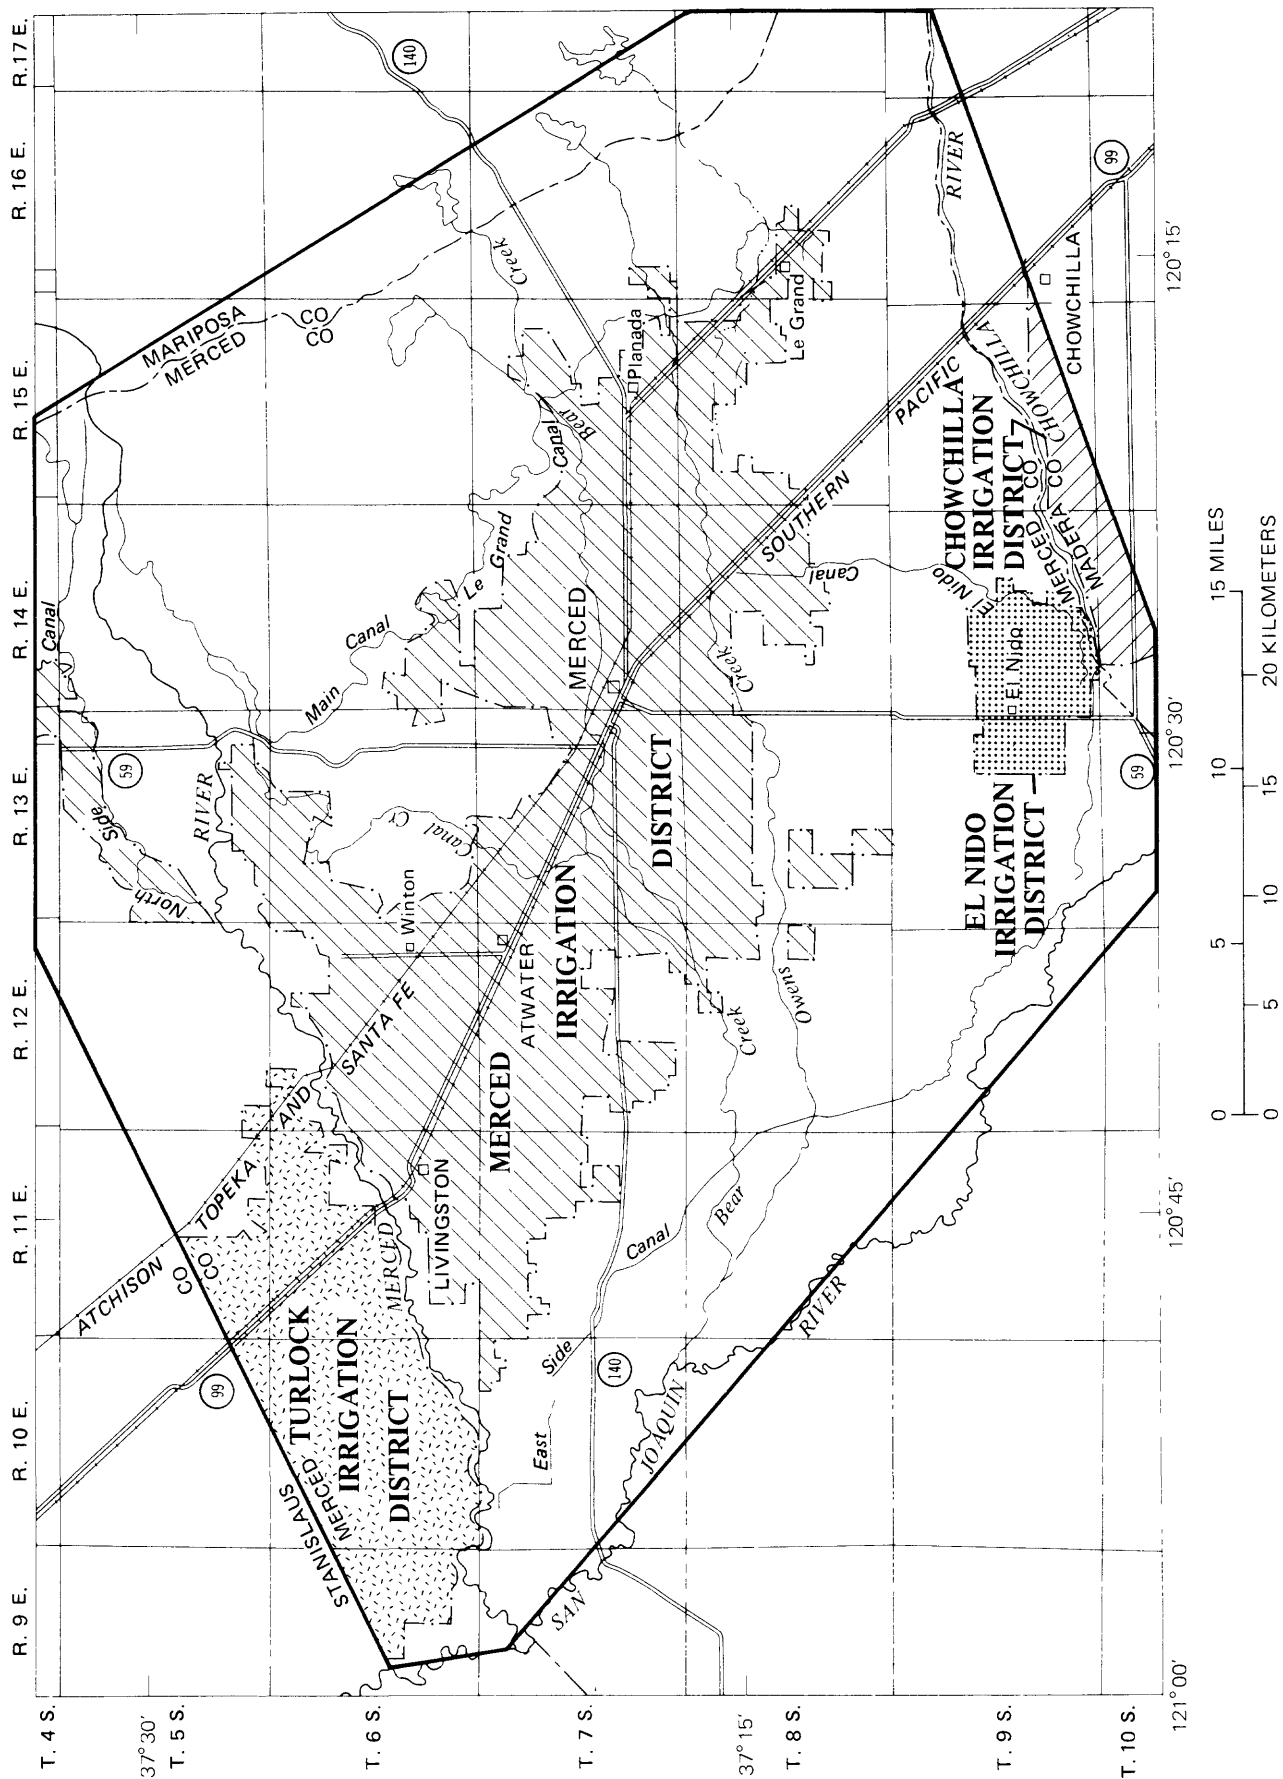 R. 9 E.
R. 10 E.
R. 11 E.
R. 12 E.
R. 13 E.
R. 14 E.
R. 15 E.
R. 16 E.
R. 17 E.
T. 4 S.
37°30'
T. 5 S.
T. 6 S.
T. 7 S.
37°15'
T. 8 S.
T. 9 S.
T. 10 S.
121°00'
120°45'
120°30'
120°15'
ATCHISON
TOPEKA
AND
SANTA FE
STANISLAUS
CO
MERCED
CO
99
TURLOCK
IRRIGATION
DISTRICT
MERCED
RIVER
North
Side
Canal
59
MARIPOSA
CO
MERCED
CO
140
Creek
Main
Canal
Le Grand
Canal
Bear
Winton
Canal
LIVINGSTON
ATWATER
MERCED
Planada
Le Grand
MERCED
IRRIGATION
DISTRICT
East
Side
Canal
140
Bear
Creek
Owens
Creek
SAN
JOAQUIN
RIVER
SOUTHERN
PACIFIC
El Nido
Canal
EL NIDO
IRRIGATION
DISTRICT
El Nido
59
CHOWCHILLA
IRRIGATION
DISTRICT
MERCED
CO
MADERA
CO
CHOWCHILLA
RIVER
CHOWCHILLA
99
0
5
10
15 MILES
0
5
10
15
20 KILOMETERS